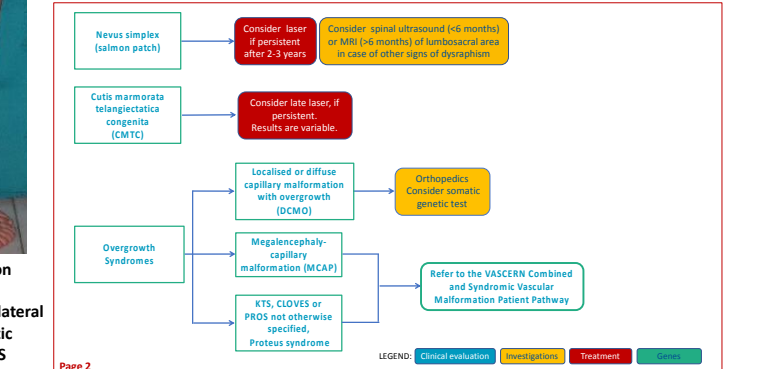 Nevus simplex
(salmon patch)
Consider laser
if persistent
after 2-3 years
Consider spinal ultrasound (<6 months)
or MRI (>6 months) of lumbosacral area
in case of other signs of dysraphism
Cutis marmorata
telangiectatica
congenita
(CMTC)
Consider late laser, if
persistent.
Results are variable.
Localised or diffuse
capillary malformation
with overgrowth
(DCMO)
Orthopedics
Consider somatic
genetic test
Overgrowth
Syndromes
Megalencephaly-
capillary
malformation (MCAP)
Refer to the VASCERN Combined
and Syndromic Vascular
Malformation Patient Pathway
KTS, CLOVES or
PROS not otherwise
specified,
Proteus syndrome
on
lateral
tic
S
LEGEND: Clinical evaluation Investigations Treatment Genes
Page 2